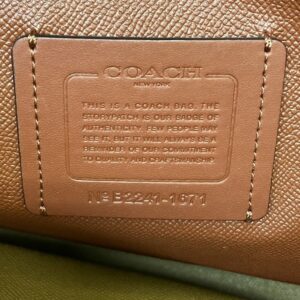 COACH
NEW YORK
THIS IS A COACH BAG. THE
STORYPATCH IS OUR BADGE OF
AUTHENTICITY. FEW PEOPLE MAY
SEE IT, BUT IT WILL ALWAYS BE A
REMINDER OF OUR COMMITMENT
TO QUALITY AND CRAFTSMANSHIP.
Nº B2241-1671